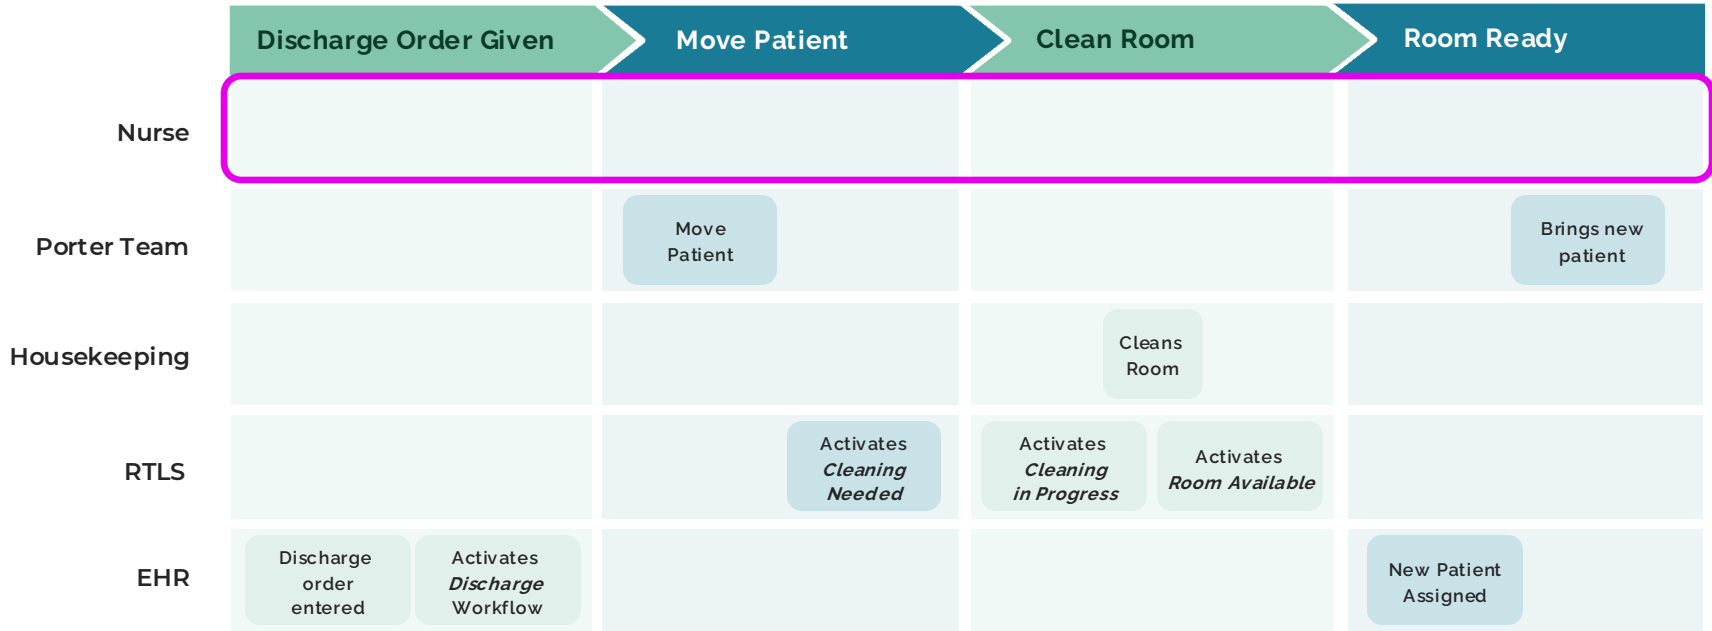 Discharge Order Given
Move Patient
Clean Room
Room Ready
Nurse
Porter Team
Move
Patient
Brings new
patient
Housekeeping
Cleans
Room
RTLS
Activates
Cleaning
Needed
Activates
Cleaning
in Progress
Activates
Room Available
EHR
Discharge
order
entered
Activates
Discharge
Workflow
New Patient
Assigned